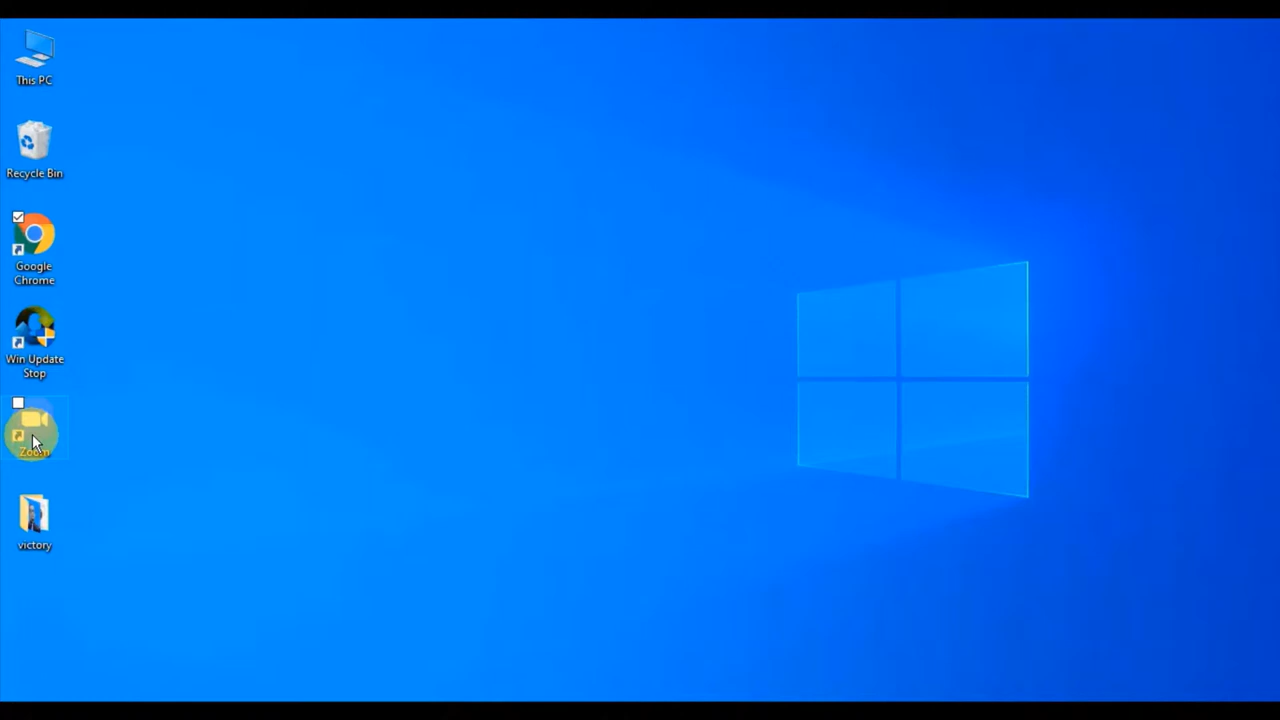 This PC
Recycle Bin
Google
Chrome
Win Update
Stop
Zoom
victory